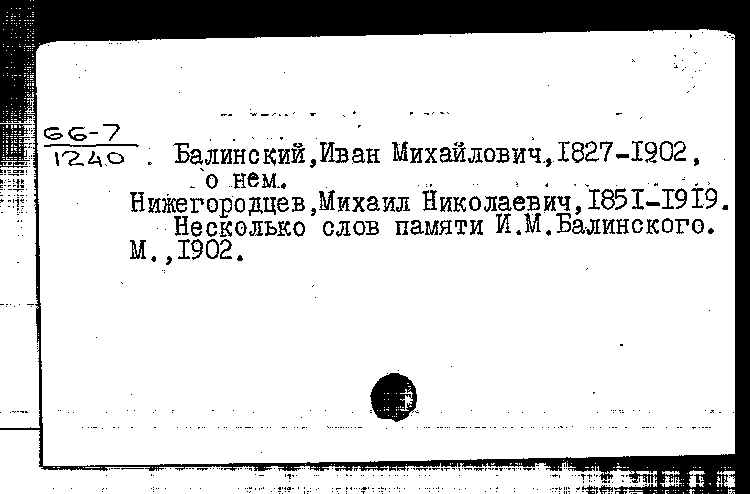 66-7
1240 . Балинский,Иван Михайлович,1827-1902,
о нем.
Нижегородцев,Михаил Николаевич,1851-1919.
Несколько слов памяти И.М.Балинского.
М.,1902.